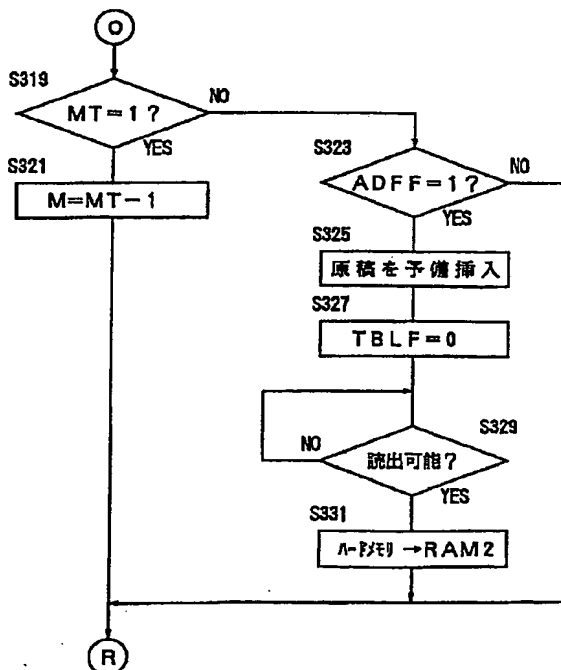 O
S319
MT=1?
NO
YES
S321
M=MT-1
S323
ADFF=1?
NO
YES
S325
原稿を予備挿入
S327
TBLF=0
S329
読出可能?
NO
YES
S331
ハードメモリ→RAM2
R